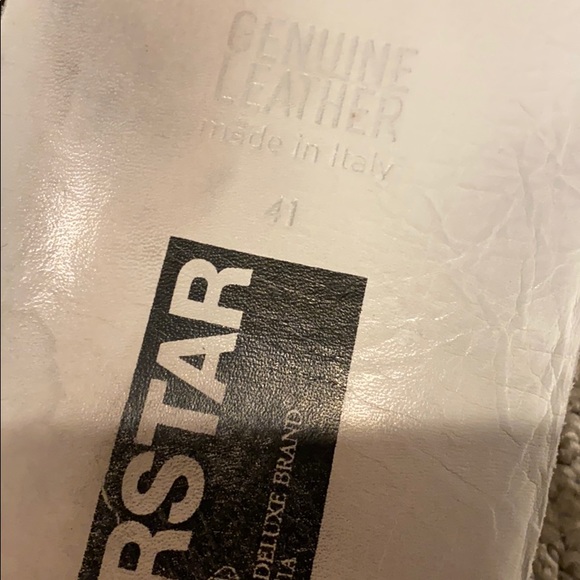 GENUINE
LEATHER
made in Italy
41
RSTAR
DELUXE BRAND
IA